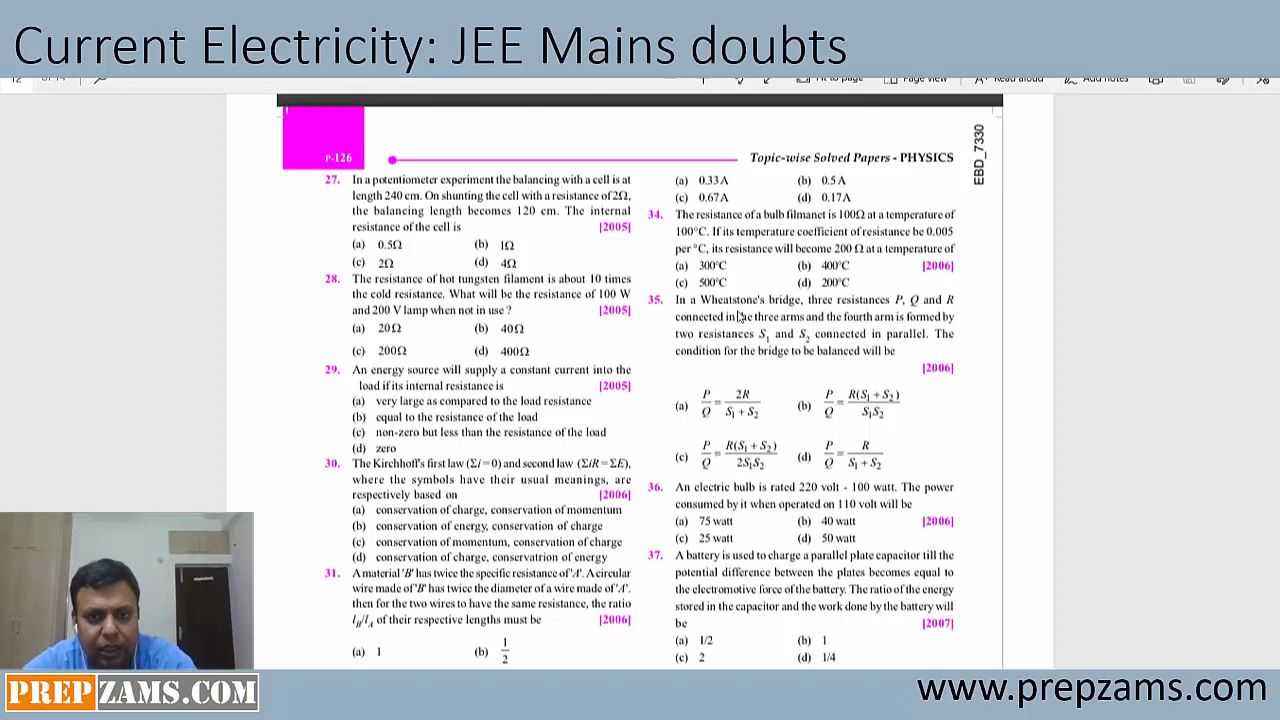 Current Electricity: JEE Mains doubts
P-126
Topic-wise Solved Papers - PHYSICS
EBD_7330
27. In a potentiometer experiment the balancing with a cell is at
length 240 cm. On shunting the cell with a resistance of 2Ω,
the balancing length becomes 120 cm. The internal
resistance of the cell is [2005]
(a) 0.5Ω (b) 1Ω
(c) 2Ω (d) 4Ω
28. The resistance of hot tungsten filament is about 10 times
the cold resistance. What will be the resistance of 100 W
and 200 V lamp when not in use ? [2005]
(a) 20Ω (b) 40Ω
(c) 200Ω (d) 400Ω
29. An energy source will supply a constant current into the
load if its internal resistance is [2005]
(a) very large as compared to the load resistance
(b) equal to the resistance of the load
(c) non-zero but less than the resistance of the load
(d) zero
30. The Kirchhoff's first law (Σi = 0) and second law (ΣiR = ΣE),
where the symbols have their usual meanings, are
respectively based on [2006]
(a) conservation of charge, conservation of momentum
(b) conservation of energy, conservation of charge
(c) conservation of momentum, conservation of charge
(d) conservation of charge, conservatrion of energy
31. A material 'B' has twice the specific resistance of 'A'. A circular
wire made of 'B' has twice the diameter of a wire made of 'A'.
then for the two wires to have the same resistance, the ratio
l_B/l_A of their respective lengths must be [2006]
(a) 1 (b) 1/2
(a) 0.33A (b) 0.5A
(c) 0.67A (d) 0.17A
34. The resistance of a bulb filmanet is 100Ω at a temperature of
100°C. If its temperature coefficient of resistance be 0.005
per °C, its resistance will become 200 Ω at a temperature of
(a) 300°C (b) 400°C [2006]
(c) 500°C (d) 200°C
35. In a Wheatstone's bridge, three resistances P, Q and R
connected in the three arms and the fourth arm is formed by
two resistances S₁ and S₂ connected in parallel. The
condition for the bridge to be balanced will be
[2006]
(a) P/Q = 2R/(S₁ + S₂) (b) P/Q = R(S₁ + S₂)/S₁S₂
(c) P/Q = R(S₁ + S₂)/2S₁S₂ (d) P/Q = R/(S₁ + S₂)
36. An electric bulb is rated 220 volt - 100 watt. The power
consumed by it when operated on 110 volt will be
(a) 75 watt (b) 40 watt [2006]
(c) 25 watt (d) 50 watt
37. A battery is used to charge a parallel plate capacitor till the
potential difference between the plates becomes equal to
the electromotive force of the battery. The ratio of the energy
stored in the capacitor and the work done by the battery will
be [2007]
(a) 1/2 (b) 1
(c) 2 (d) 1/4
PREPZAMS.COM
www.prepzams.com